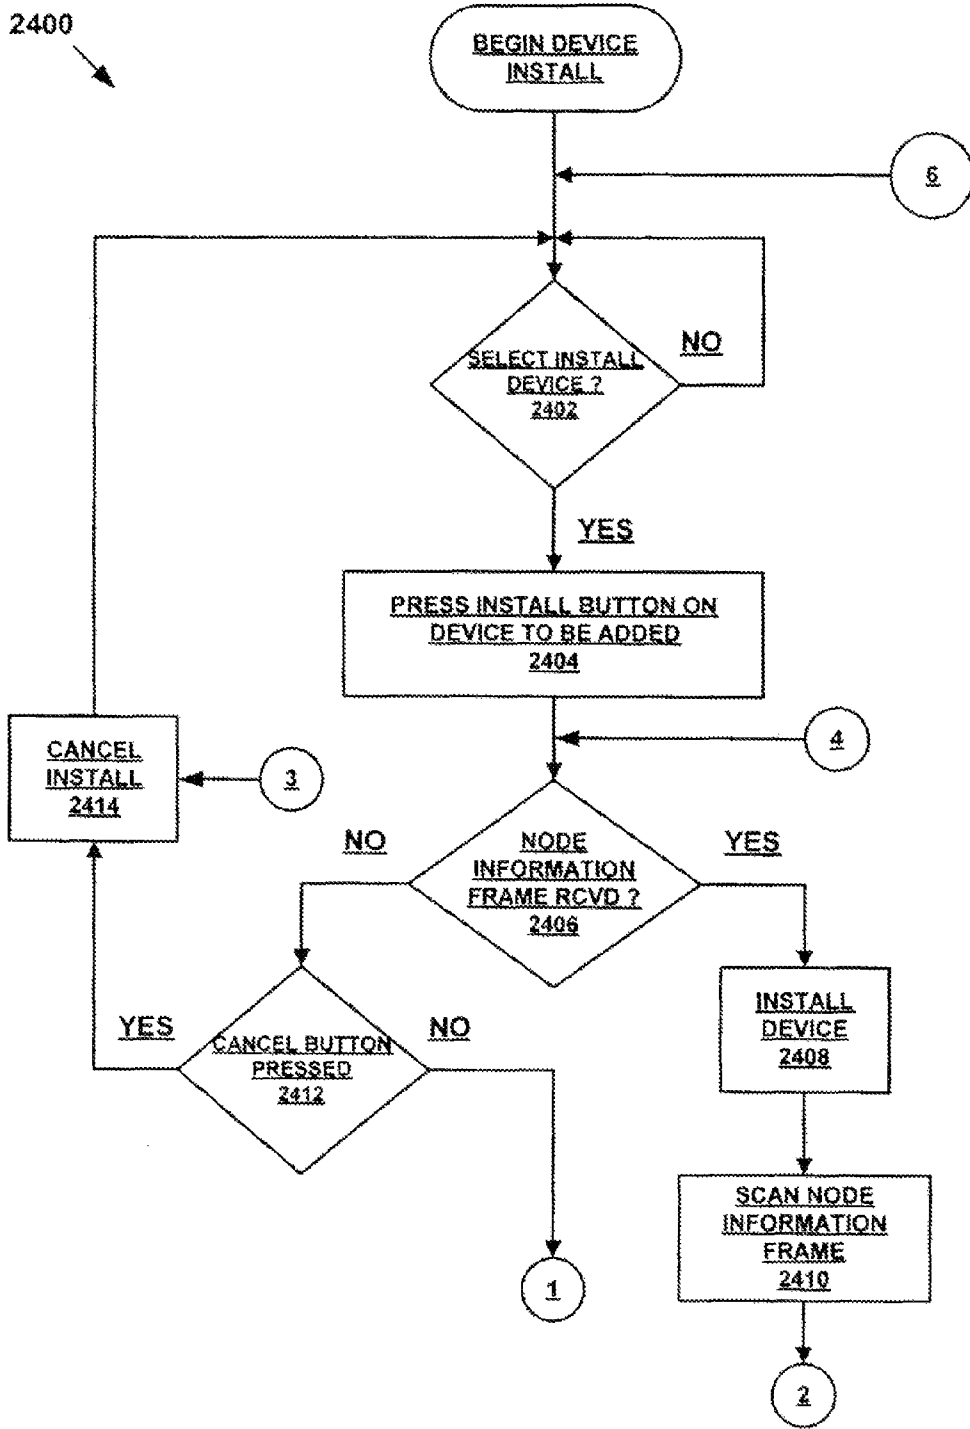 2400
BEGIN DEVICE
INSTALL
6
SELECT INSTALL
DEVICE ?
2402
NO
YES
PRESS INSTALL BUTTON ON
DEVICE TO BE ADDED
2404
4
CANCEL
INSTALL
2414
3
NO
NODE
INFORMATION
FRAME RCVD ?
2406
YES
INSTALL
DEVICE
2408
YES
CANCEL BUTTON
PRESSED
2412
NO
SCAN NODE
INFORMATION
FRAME
2410
1
2